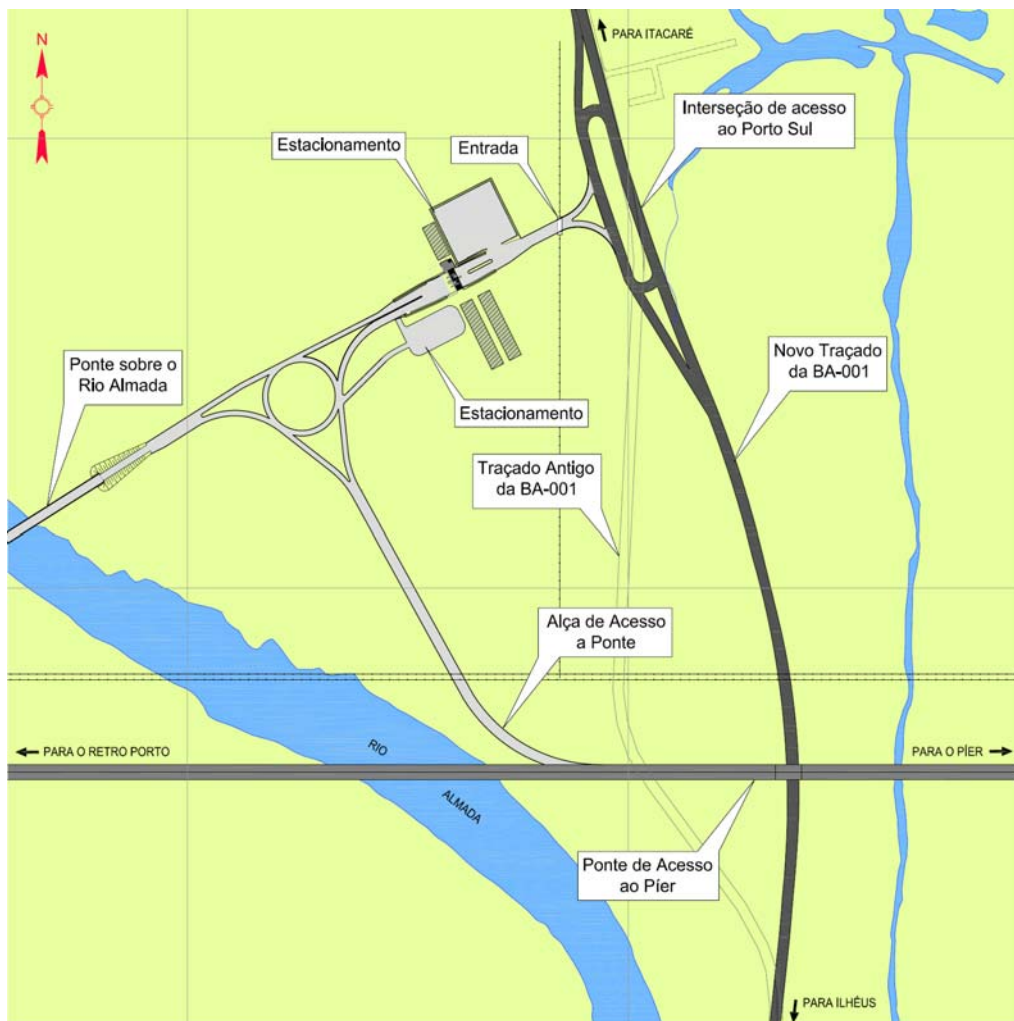 N
PARA ITACARÉ
Interseção de acesso
ao Porto Sul
Estacionamento
Entrada
Ponte sobre o
Rio Almada
Novo Traçado
da BA-001
Estacionamento
Traçado Antigo
da BA-001
Alça de Acesso
a Ponte
PARA O RETRO PORTO
RIO
PARA O PÍER
ALMADA
Ponte de Acesso
ao Píer
PARA ILHÉUS